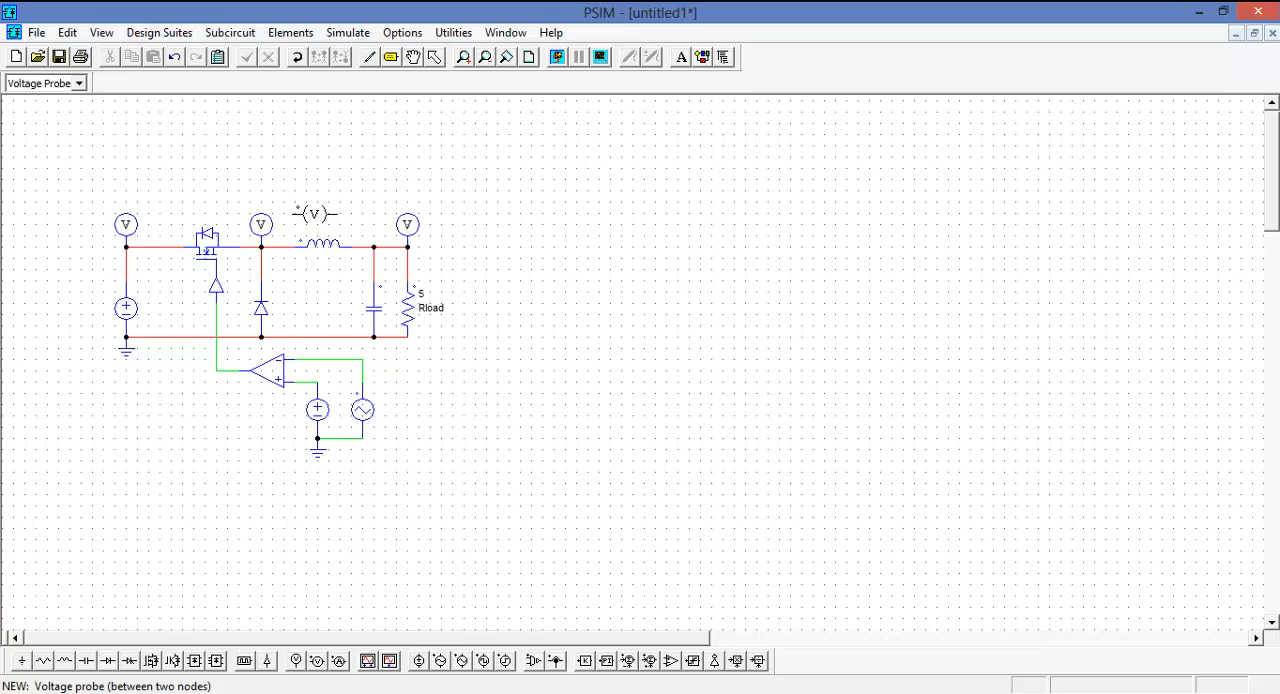 PSIM - [untitled1*]
File Edit View Design Suites Subcircuit Elements Simulate Options Utilities Window Help
A
Voltage Probe
V V V V
5
Rload
NEW: Voltage probe (between two nodes)